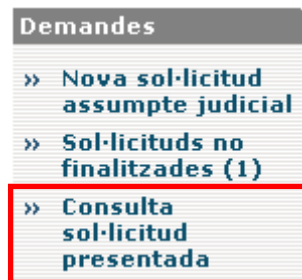 Demandes
» Nova sol·licitud
assumpte judicial
» Sol·licituds no
finalitzades (1)
» Consulta
sol·licitud
presentada